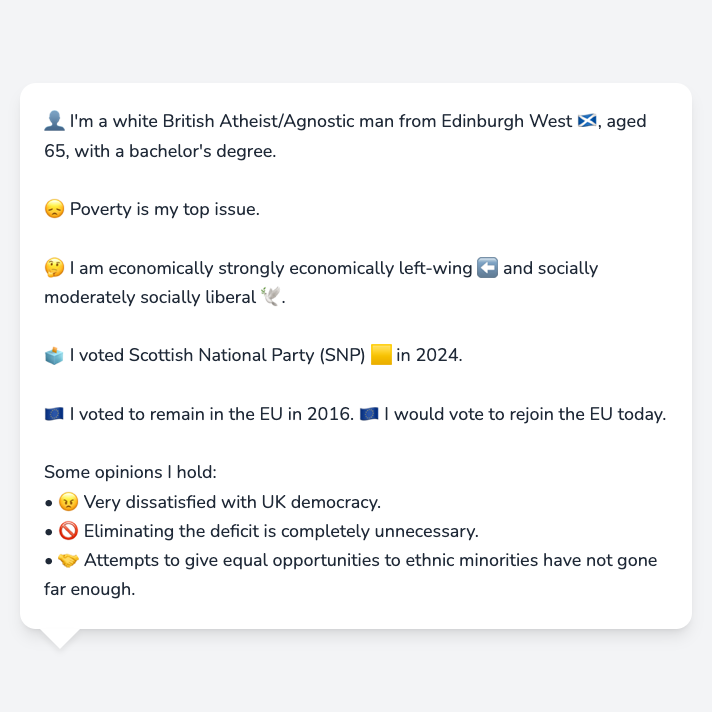 👤 I'm a white British Atheist/Agnostic man from Edinburgh West 🏴󠁧󠁢󠁳󠁣󠁴󠁿, aged
65, with a bachelor's degree.
😞 Poverty is my top issue.
🤔 I am economically strongly economically left-wing ⬅️ and socially
moderately socially liberal 🕊️.
🗳️ I voted Scottish National Party (SNP) 🟨 in 2024.
🇪🇺 I voted to remain in the EU in 2016. 🇪🇺 I would vote to rejoin the EU today.
Some opinions I hold:
• 😠 Very dissatisfied with UK democracy.
• 🚫 Eliminating the deficit is completely unnecessary.
• 🤝 Attempts to give equal opportunities to ethnic minorities have not gone
far enough.